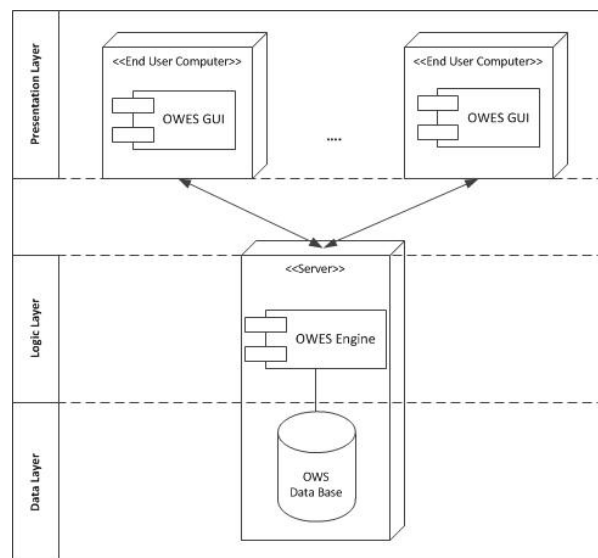 Presentation Layer
<<End User Computer>>
OWES GUI
....
<<End User Computer>>
OWES GUI
Logic Layer
<<Server>>
OWES Engine
Data Layer
OWS
Data Base